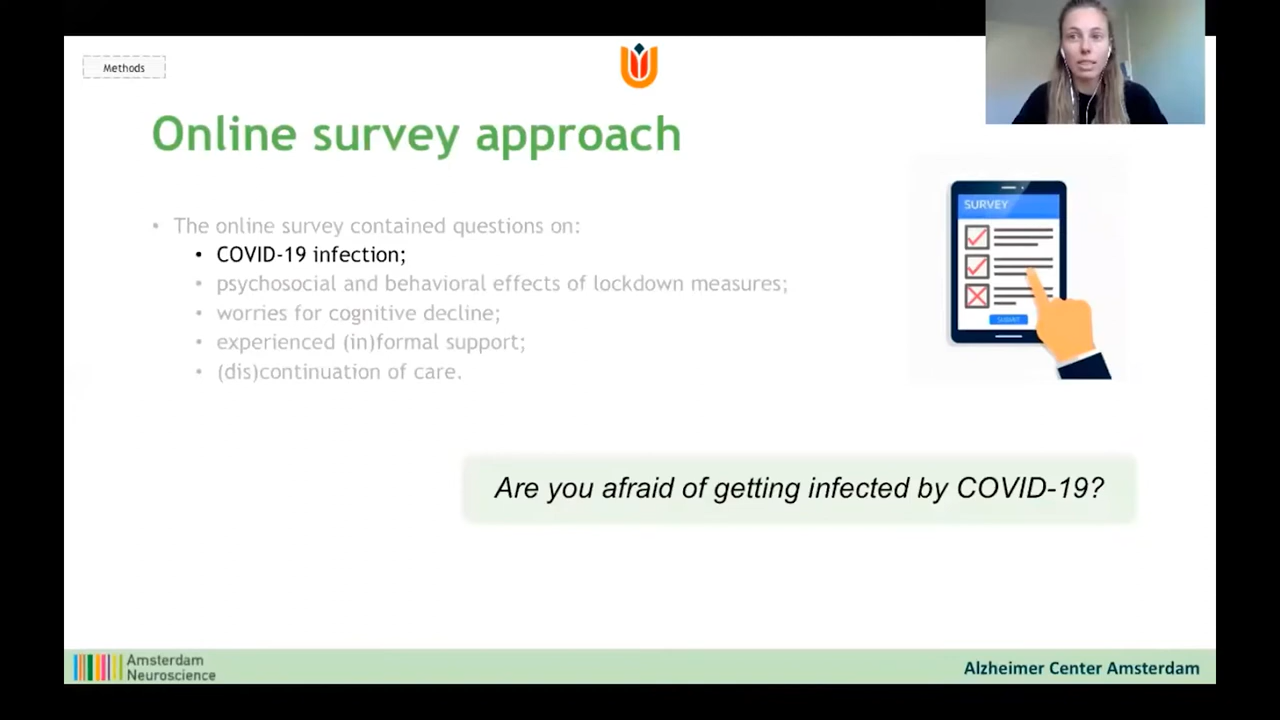 Methods
Online survey approach
• The online survey contained questions on:
• COVID-19 infection;
• psychosocial and behavioral effects of lockdown measures;
• worries for cognitive decline;
• experienced (in)formal support;
• (dis)continuation of care.
SURVEY
SUBMIT
Are you afraid of getting infected by COVID-19?
Amsterdam
Neuroscience
Alzheimer Center Amsterdam